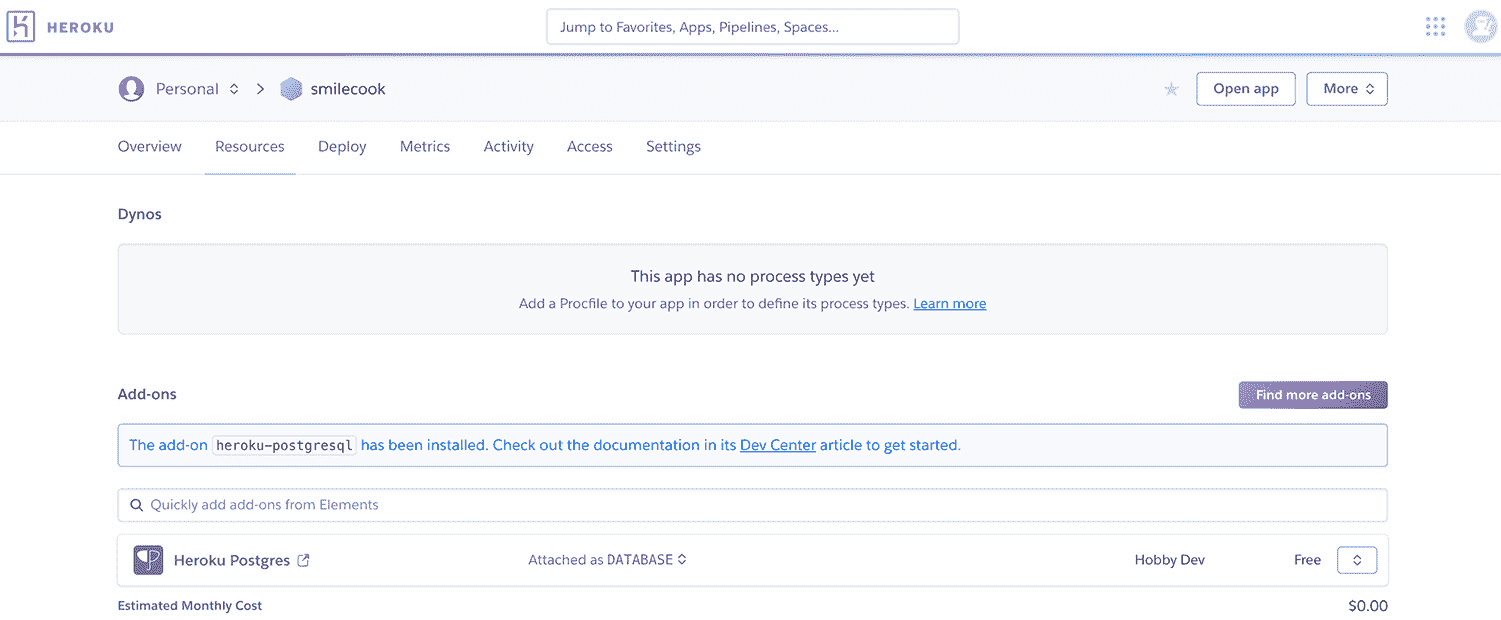 HEROKU
Jump to Favorites, Apps, Pipelines, Spaces...
Personal > smilecook
Open app
More
Overview Resources Deploy Metrics Activity Access Settings
Dynos
This app has no process types yet
Add a Procfile to your app in order to define its process types. Learn more
Add-ons
Find more add-ons
The add-on heroku-postgresql has been installed. Check out the documentation in its Dev Center article to get started.
Quickly add add-ons from Elements
Heroku Postgres Attached as DATABASE Hobby Dev Free
Estimated Monthly Cost $0.00